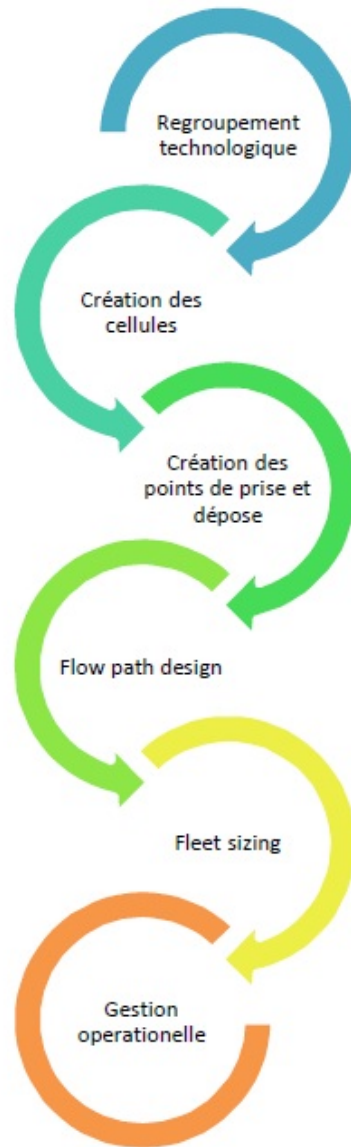 Regroupement
technologique
Création des
cellules
Création des
points de prise et
dépose
Flow path design
Fleet sizing
Gestion
operationelle